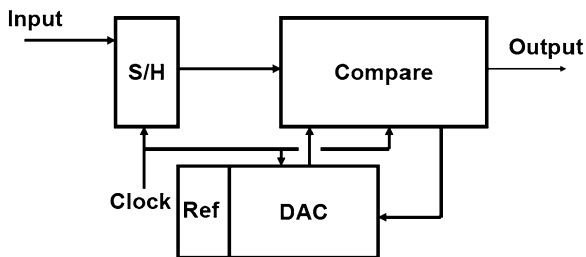 Input
S/H
Compare
Output
Clock
Ref
DAC